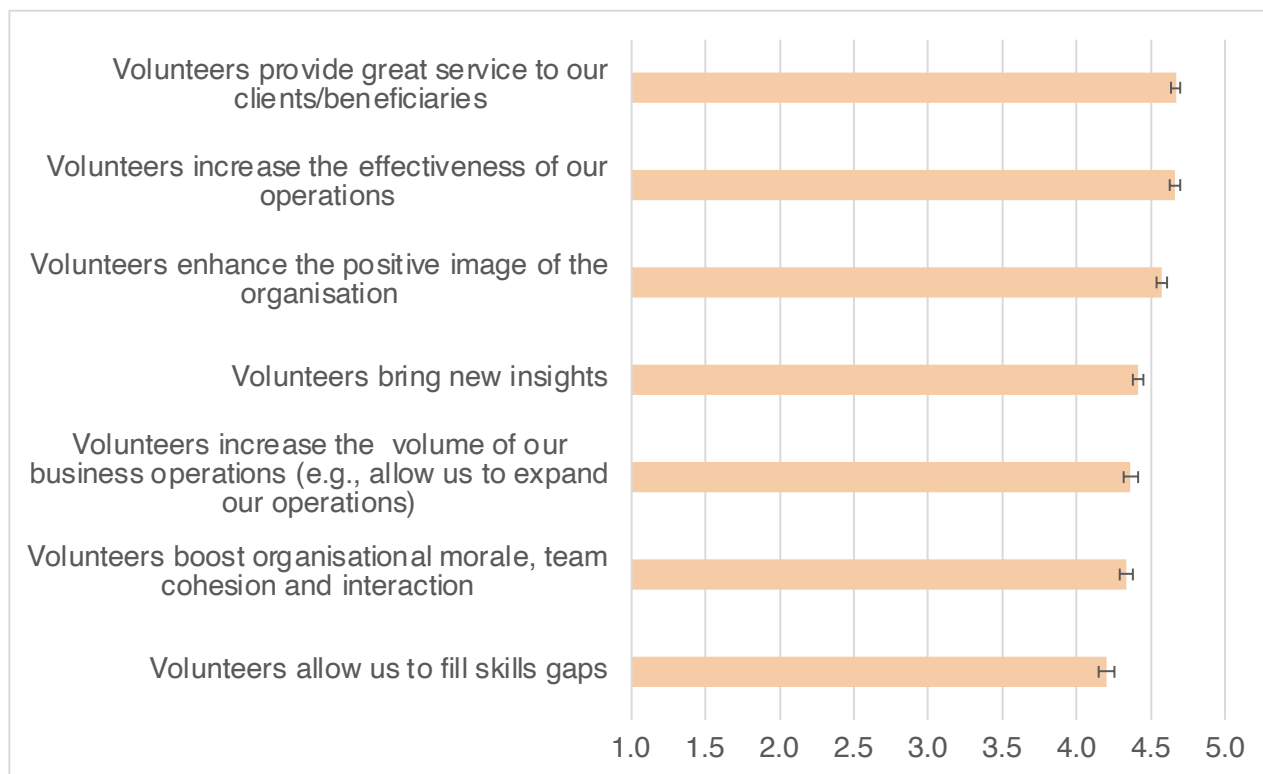 Volunteers provide great service to our
clients/beneficiaries
Volunteers increase the effectiveness of our
operations
Volunteers enhance the positive image of the
organisation
Volunteers bring new insights
Volunteers increase the  volume of our
business operations (e.g., allow us to expand
our operations)
Volunteers boost organisational morale, team
cohesion and interaction
Volunteers allow us to fill skills gaps
1.0 1.5 2.0 2.5 3.0 3.5 4.0 4.5 5.0